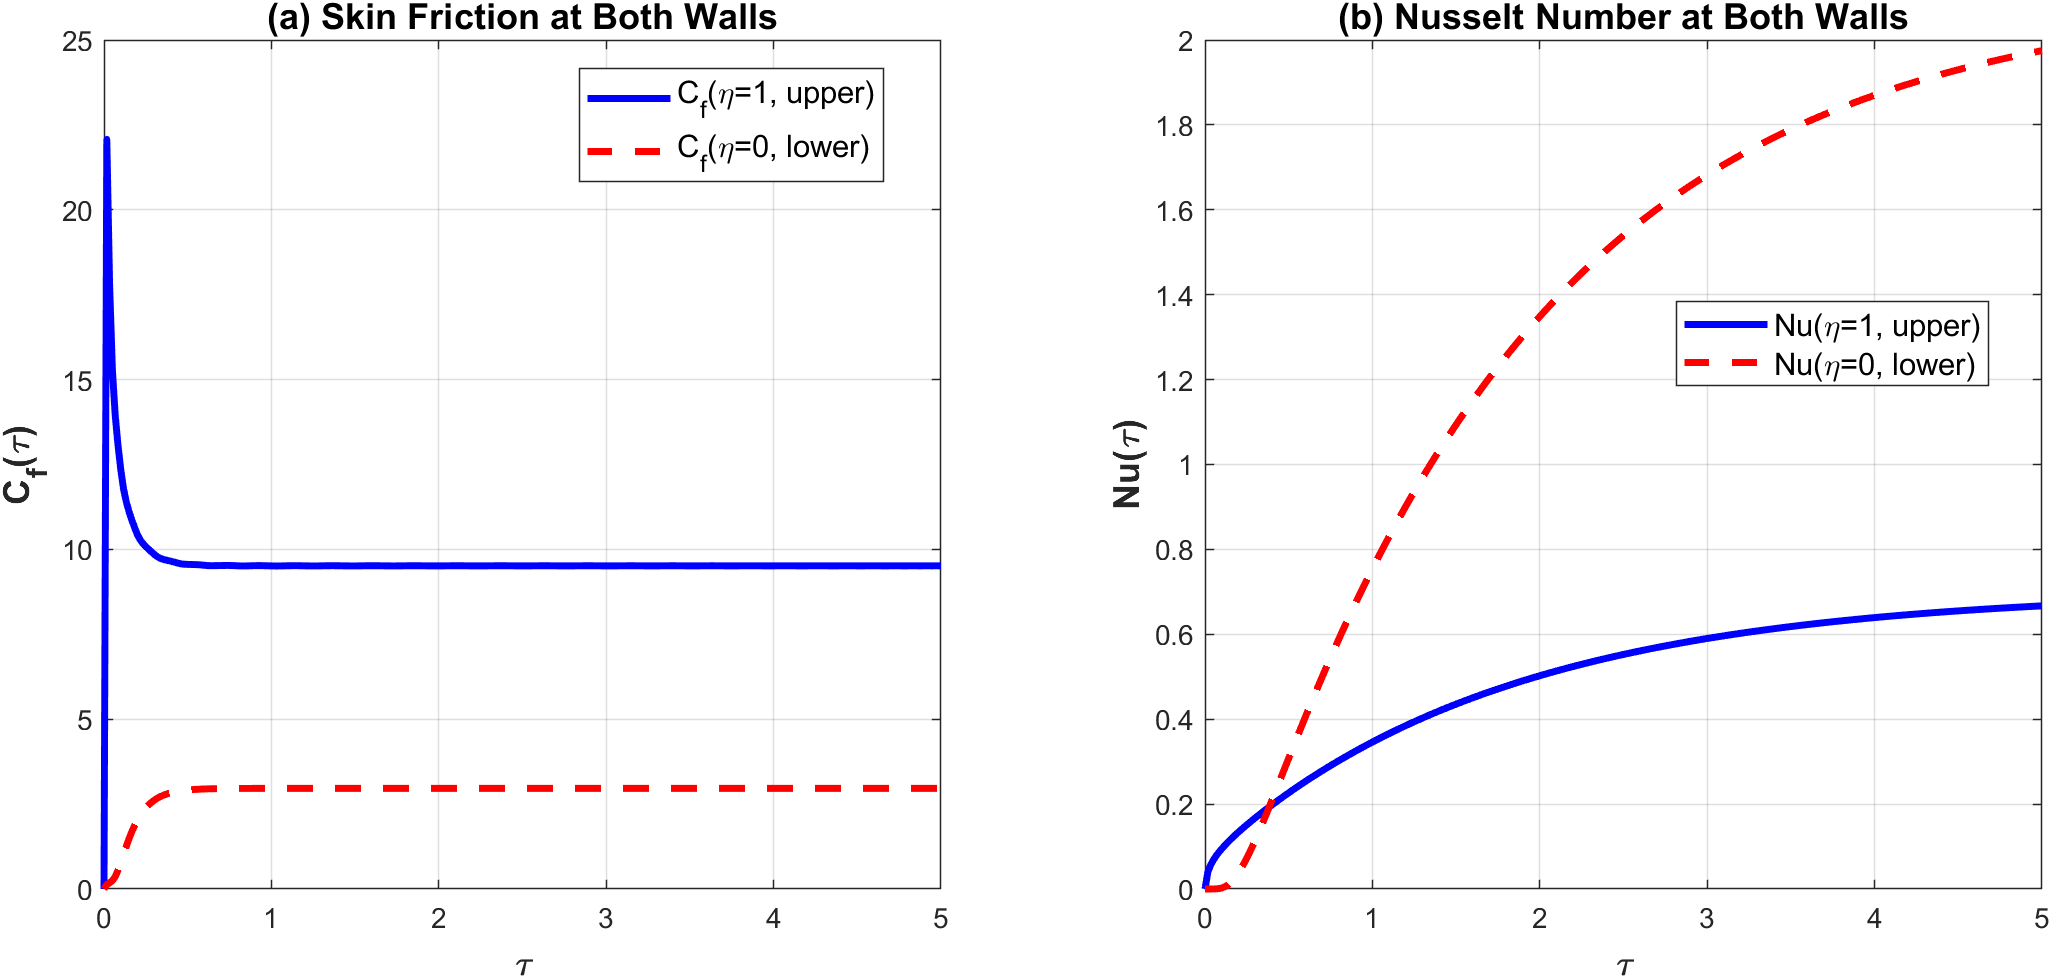 (a) Skin Friction at Both Walls
25
20
15
10
5
0
C_f(τ)
C_f(η=1, upper)
C_f(η=0, lower)
0 1 2 3 4 5
τ
(b) Nusselt Number at Both Walls
2
1.8
1.6
1.4
1.2
1
0.8
0.6
0.4
0.2
0
Nu(τ)
Nu(η=1, upper)
Nu(η=0, lower)
0 1 2 3 4 5
τ